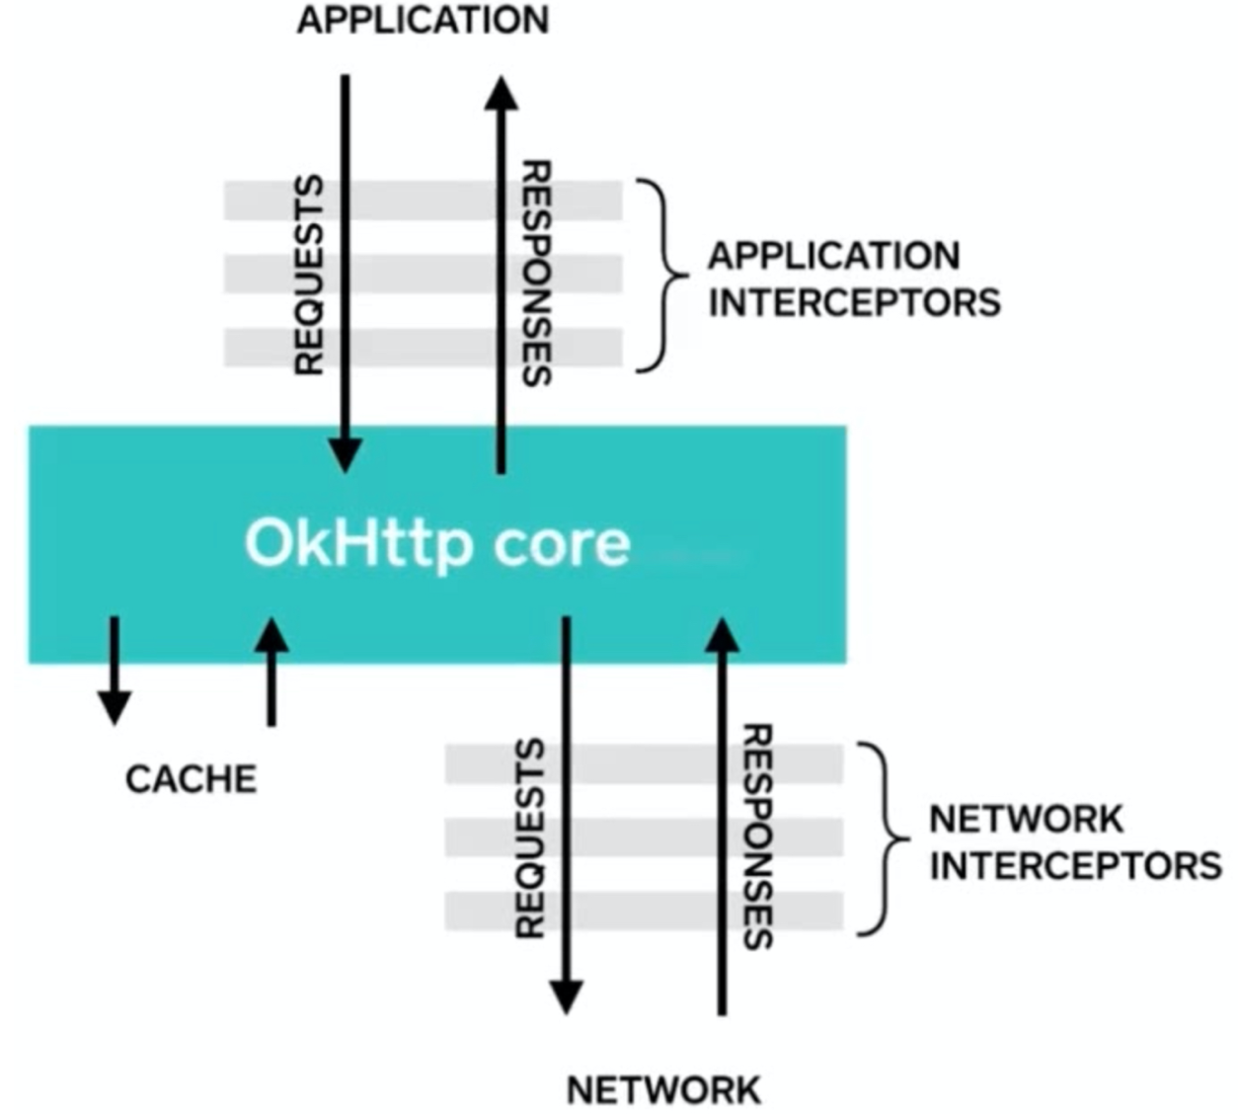 APPLICATION
REQUESTS
RESPONSES
APPLICATION
INTERCEPTORS
OkHttp core
CACHE
REQUESTS
RESPONSES
NETWORK
INTERCEPTORS
NETWORK